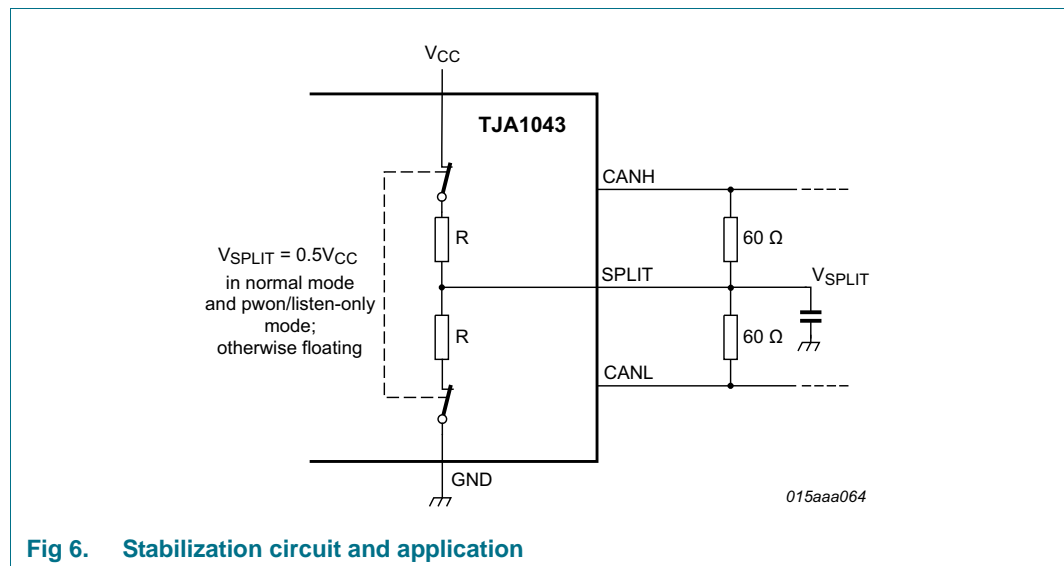 VCC
TJA1043
CANH
R
60 Ω
VSPLIT = 0.5VCC
in normal mode
and pwon/listen-only
mode;
otherwise floating
SPLIT
VSPLIT
R
60 Ω
CANL
GND
015aaa064
Fig 6. Stabilization circuit and application